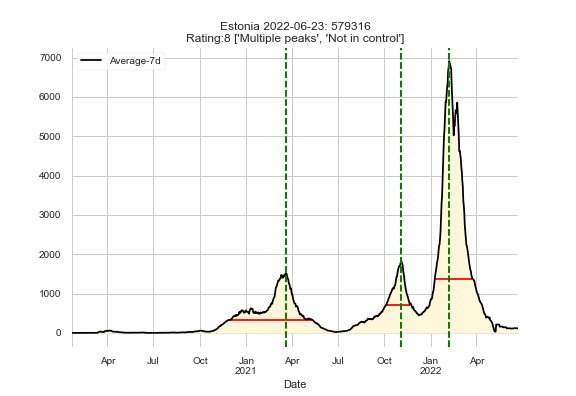 Estonia 2022-06-23: 579316
Rating:8 ['Multiple peaks', 'Not in control']
Average-7d
7000
6000
5000
4000
3000
2000
1000
0
Apr Jul Oct Jan Apr Jul Oct Jan Apr
2021 2022
Date